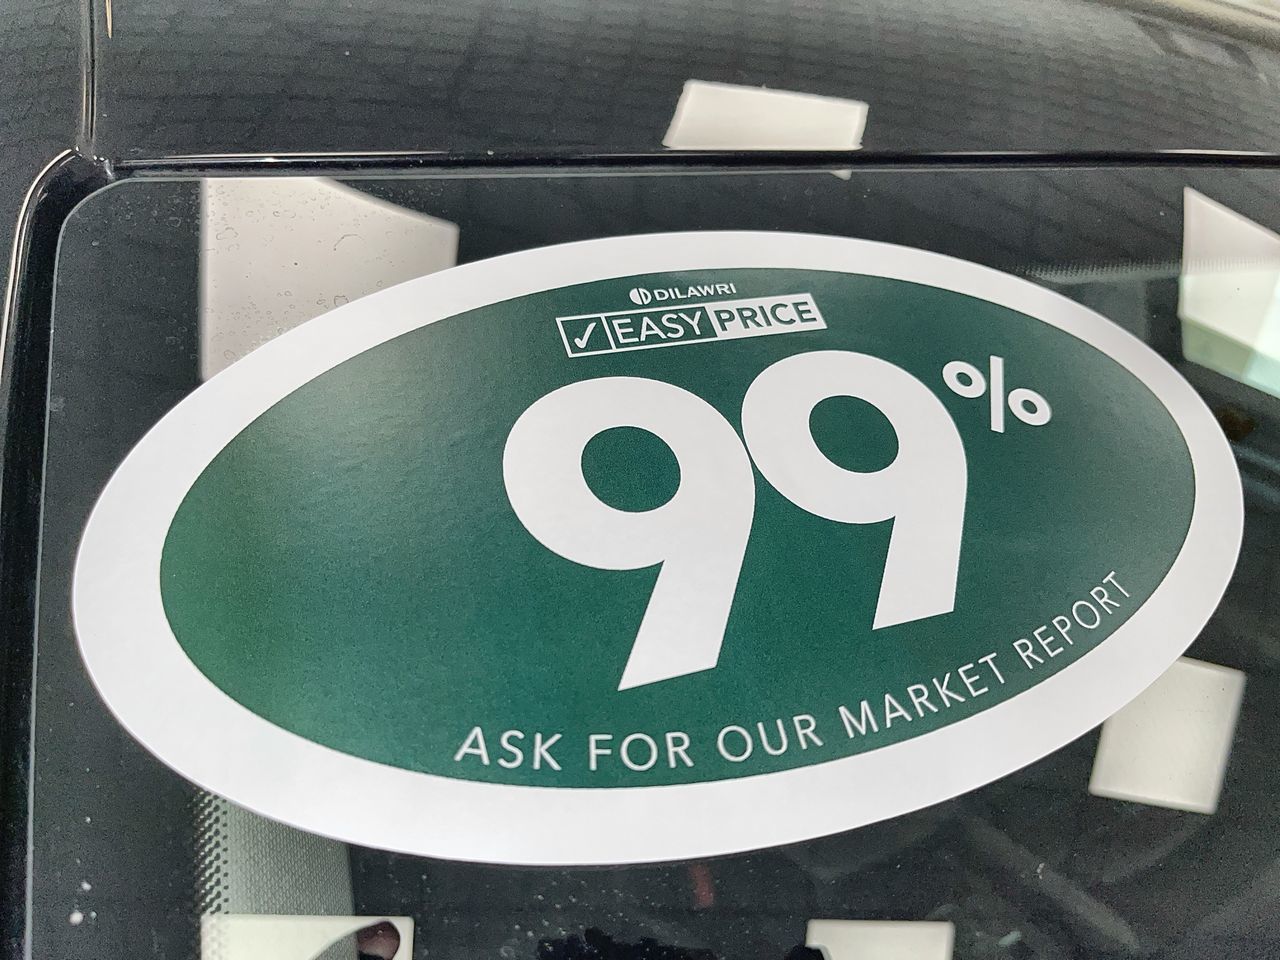 DILAWRI
✓ EASY PRICE
99%
ASK FOR OUR MARKET REPORT